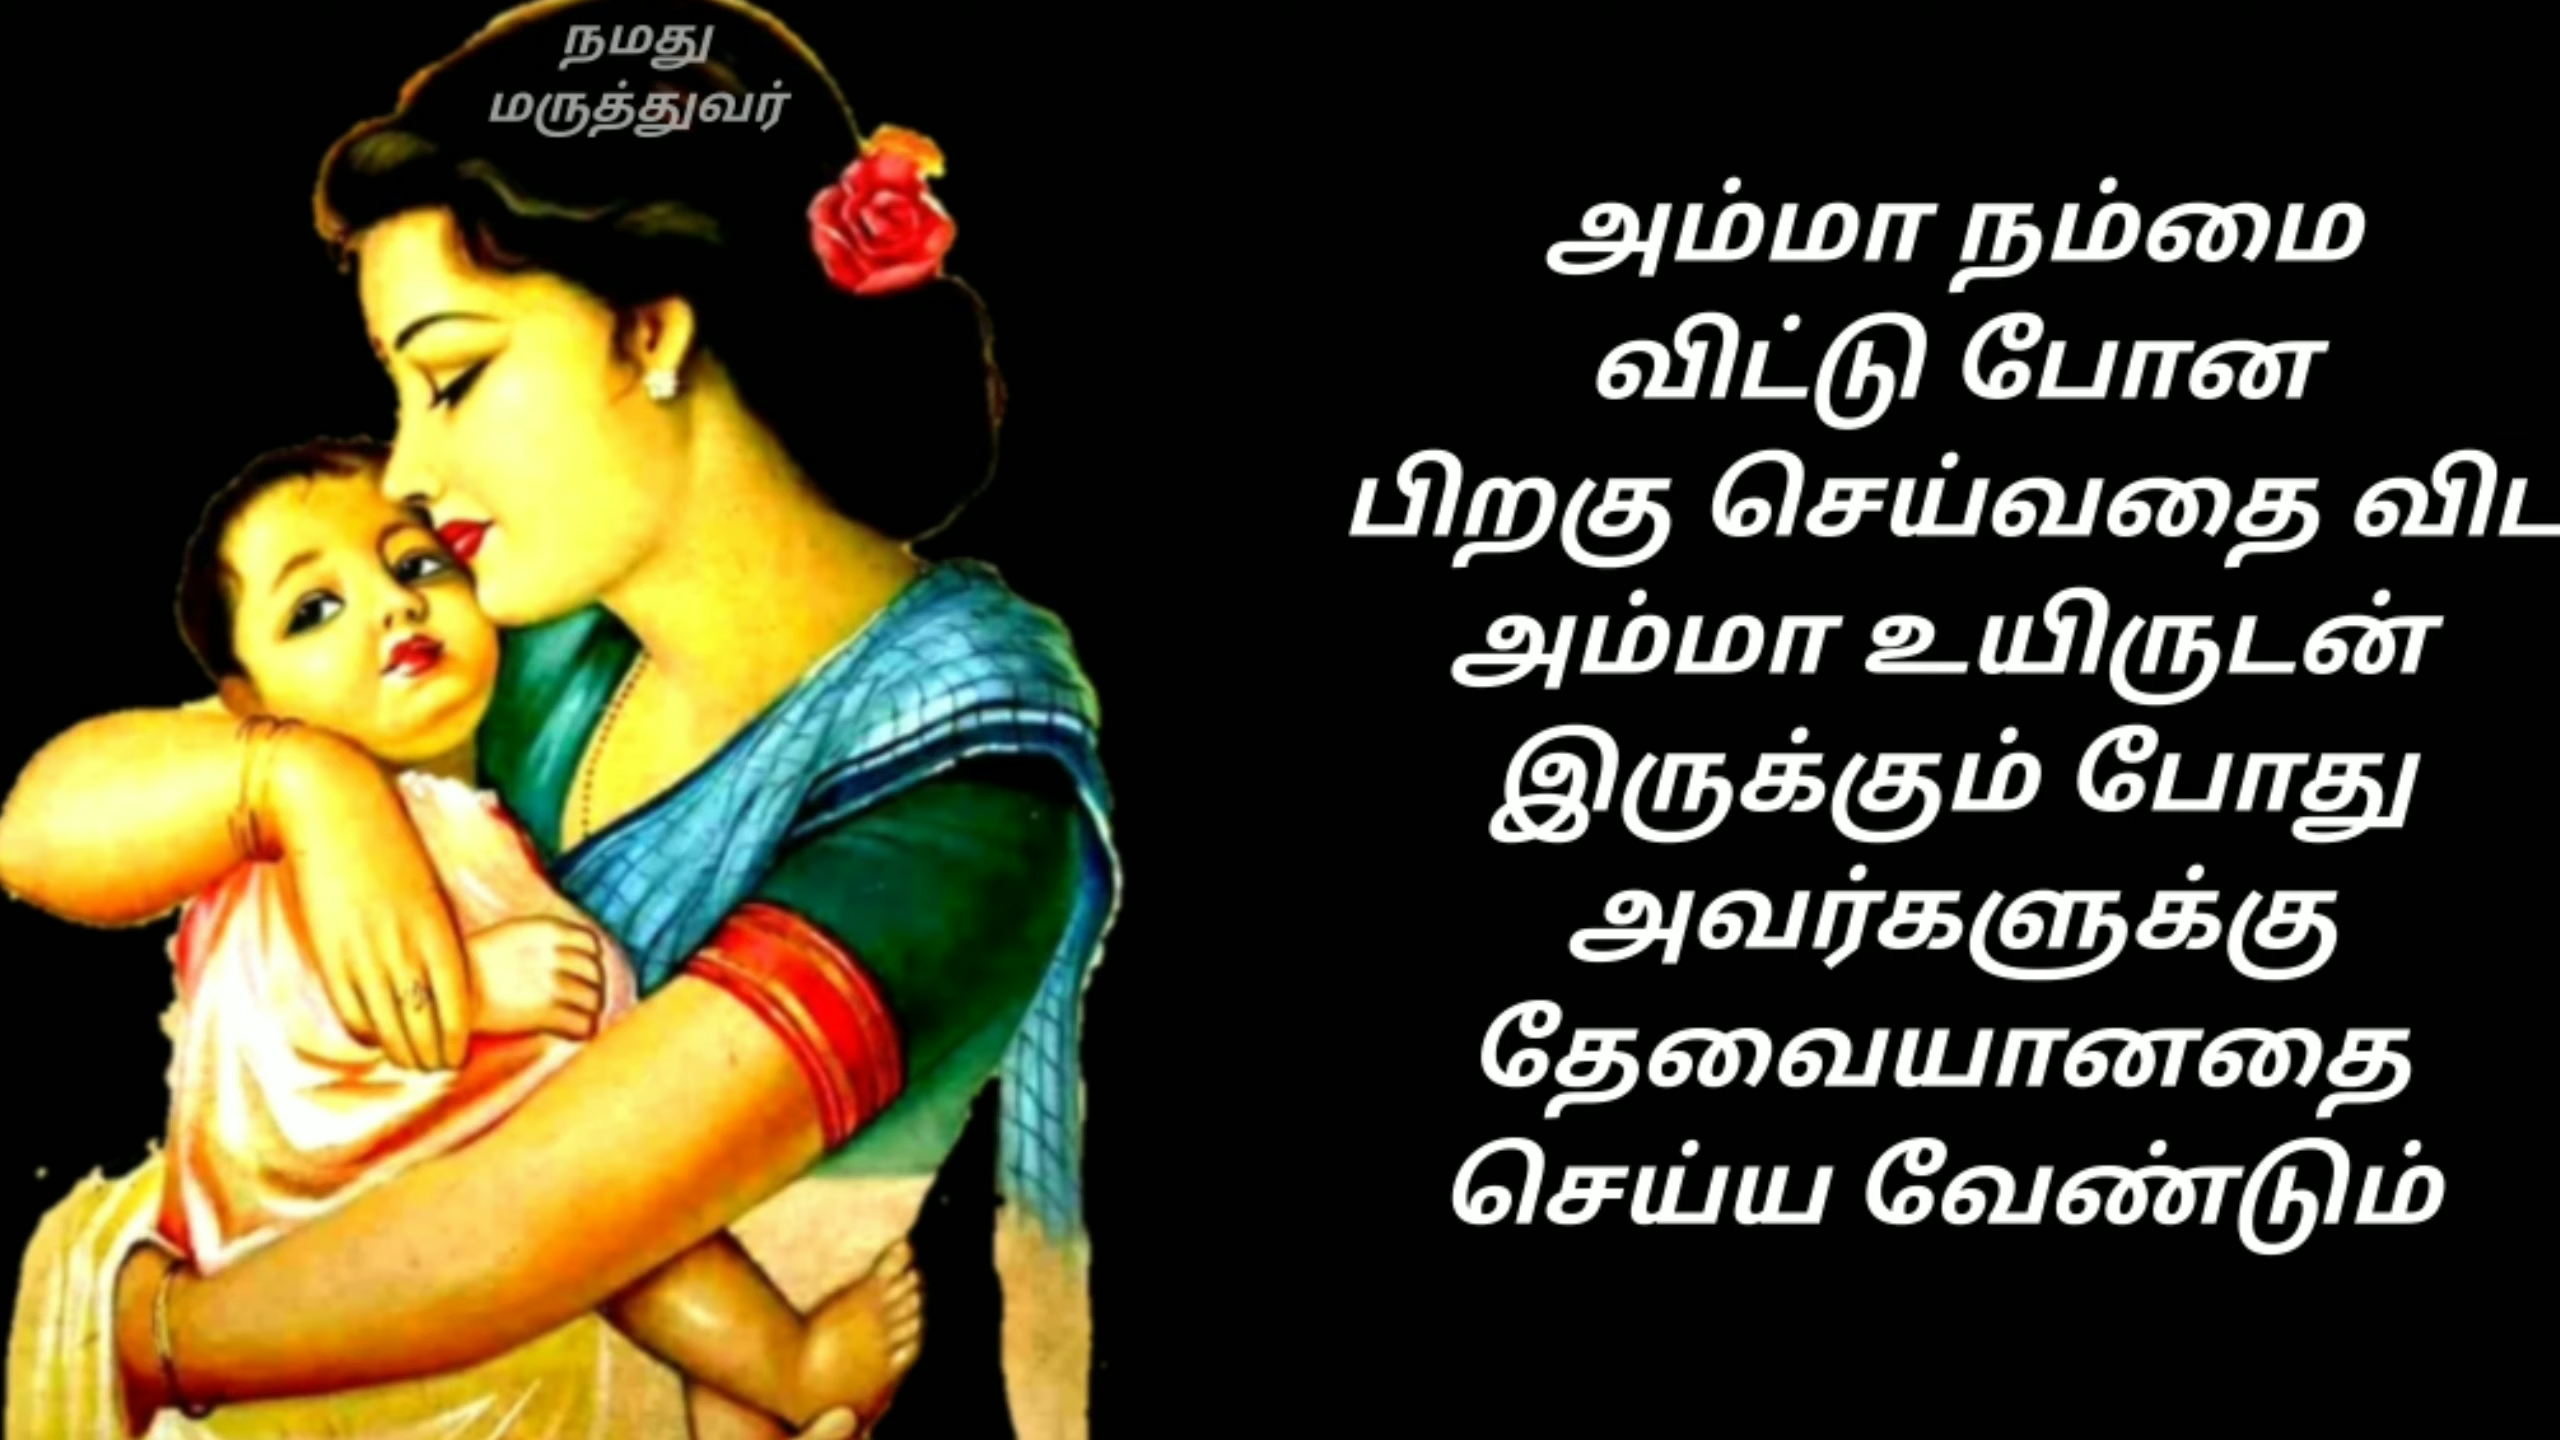 நமது
மருத்துவர்
அம்மா நம்மை
விட்டு போன
பிறகு செய்வதை விட
அம்மா உயிருடன்
இருக்கும் போது
அவர்களுக்கு
தேவையானதை
செய்ய வேண்டும்